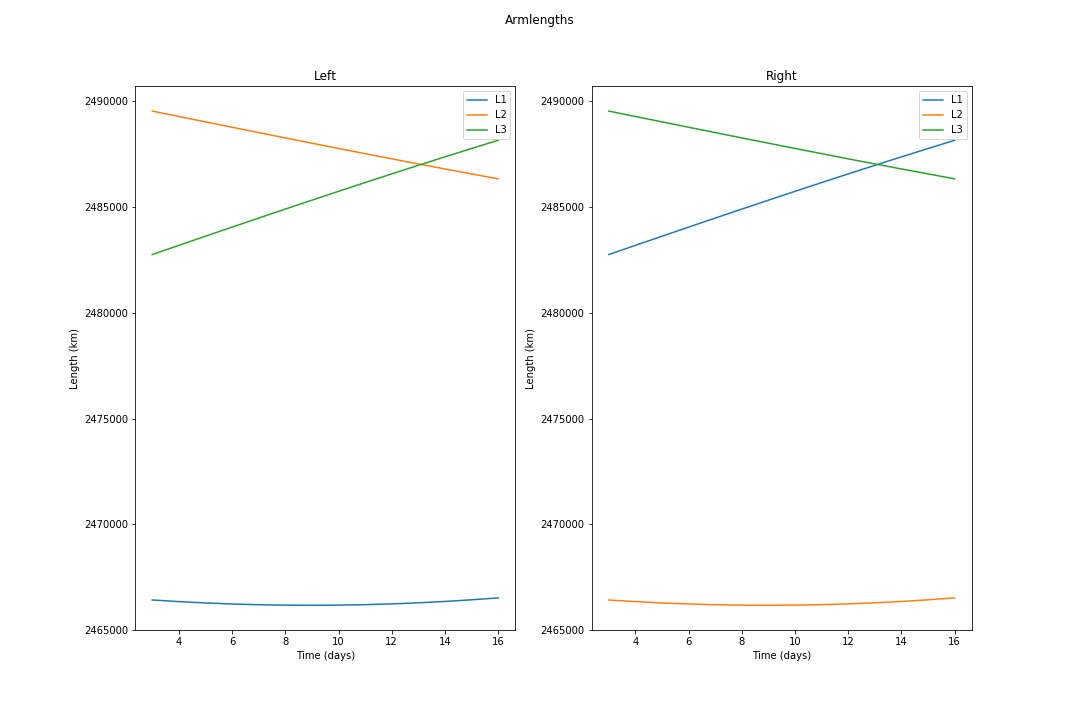 Armlengths
Left
Length (km)
2490000
2485000
2480000
2475000
2470000
2465000
4 6 8 10 12 14 16
Time (days)
L1
L2
L3
Right
Length (km)
2490000
2485000
2480000
2475000
2470000
2465000
4 6 8 10 12 14 16
Time (days)
L1
L2
L3